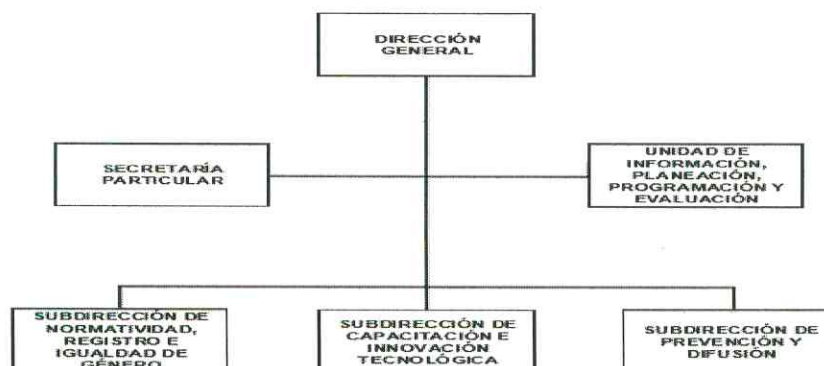 DIRECCIÓN
GENERAL
SECRETARÍA
PARTICULAR
UNIDAD DE
INFORMACIÓN,
PLANEACIÓN,
PROGRAMACIÓN Y
EVALUACIÓN
SUBDIRECCIÓN DE
NORMATIVIDAD,
REGISTRO E
IGUALDAD DE
GÉNERO
SUBDIRECCIÓN DE
CAPACITACIÓN E
INNOVACIÓN
TECNOLÓGICA
SUBDIRECCIÓN DE
PREVENCIÓN Y
DIFUSIÓN